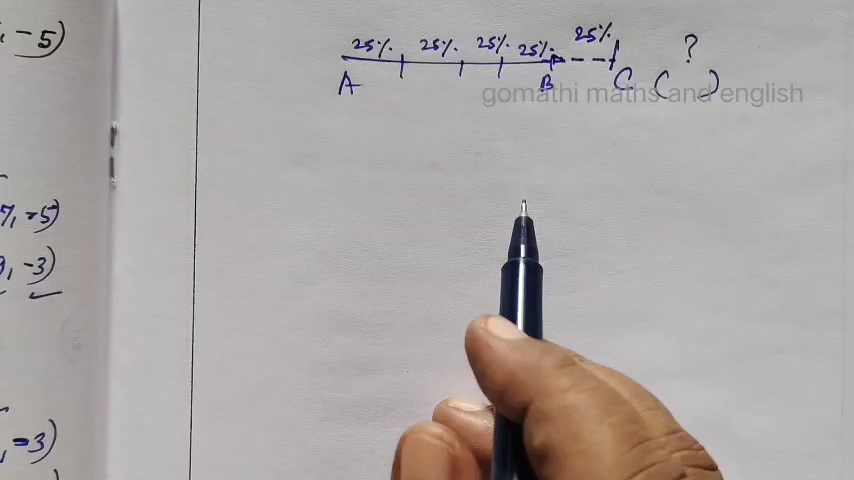 , -5)
25% 25% 25% 25% 25% ?
A B C ( )
gomathi maths and english
7, -5)
, -3)
, -3)